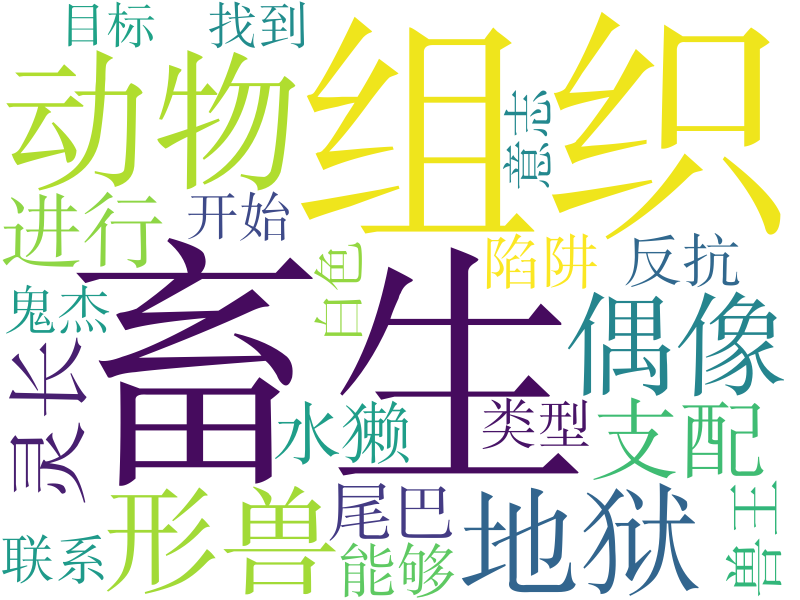 目标
找到
动物
组织
意志
进行
开始
白色
陷阱
反抗
鬼杰
畜生
偶像
灵长
水獭
类型
支配
形兽
尾巴
地狱
兽王
联系
能够